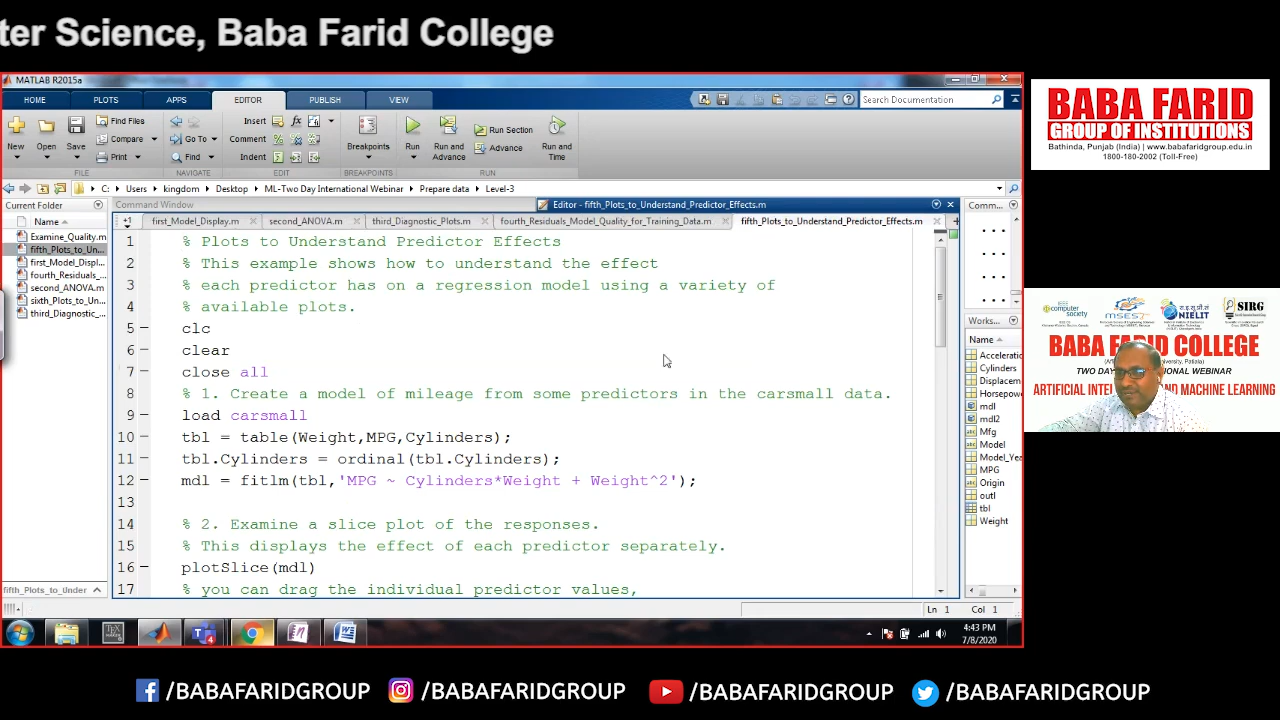 ter Science, Baba Farid College
MATLAB R2015a
HOME PLOTS APPS EDITOR PUBLISH VIEW
Search Documentation
New Open Save Find Files Compare Print
Go To Find
Insert Comment Indent
Breakpoints
Run Run and Advance Run Section Advance Run and Time
FILE NAVIGATE EDIT BREAKPOINTS RUN
C: Users kingdom Desktop ML-Two Day International Webinar Prepare data Level-3
Current Folder
Command Window
Editor - fifth_Plots_to_Understand_Predictor_Effects.m
Comm...
Name
first_Model_Display.m second_ANOVA.m third_Diagnostic_Plots.m fourth_Residuals_Model_Quality_for_Training_Data.m fifth_Plots_to_Understand_Predictor_Effects.m
Examine_Quality.m
fifth_Plots_to_Un...
first_Model_Displ...
fourth_Residuals_...
second_ANOVA.m
sixth_Plots_to_Un...
third_Diagnostic_...
1 % Plots to Understand Predictor Effects
2 % This example shows how to understand the effect
3 % each predictor has on a regression model using a variety of
4 % available plots.
5 clc
6 clear
7 close all
8 % 1. Create a model of mileage from some predictors in the carsmall data.
9 load carsmall
10 tbl = table(Weight,MPG,Cylinders);
11 tbl.Cylinders = ordinal(tbl.Cylinders);
12 mdl = fitlm(tbl,'MPG ~ Cylinders*Weight + Weight^2');
13
14 % 2. Examine a slice plot of the responses.
15 % This displays the effect of each predictor separately.
16 plotSlice(mdl)
17 % you can drag the individual predictor values,
Works...
Name
Acceleratio
Cylinders
Displacem
Horsepow
mdl
mdl2
Mfg
Model
Model_Yea
MPG
Origin
outl
tbl
Weight
fifth_Plots_to_Under
Ln 1 Col 1
4:43 PM
7/8/2020
BABA FARID
GROUP OF INSTITUTIONS
Bathinda, Punjab (India) | www.babafaridgroup.edu.in
1800-180-2002 (Toll-Free)
computer society
MSES
NIELIT
SIRG
BABA FARID COLLEGE
TWO DAY
ONAL WEBINAR
ARTIFICIAL INTEL
AND MACHINE LEARNING
/BABAFARIDGROUP /BABAFARIDGROUP /BABAFARIDGROUP /BABAFARIDGROUP